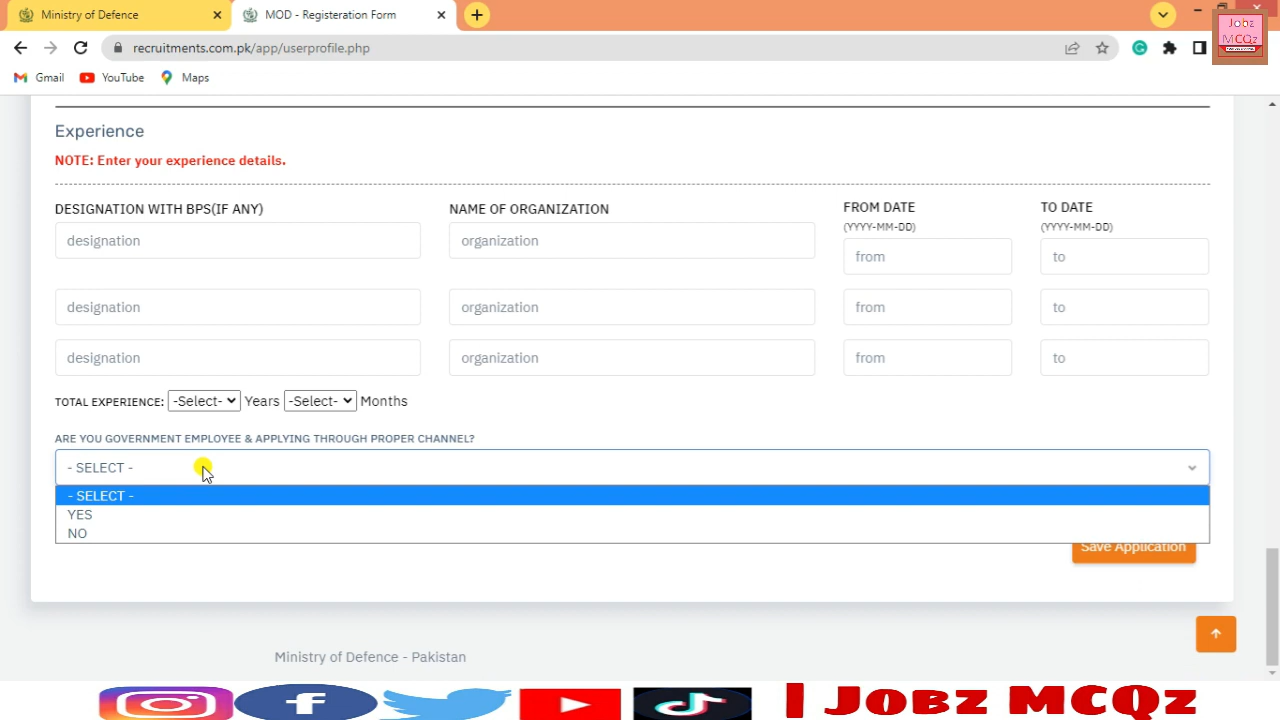 Ministry of Defence
MOD - Registeration Form
Jobz
MCQz
recruitments.com.pk/app/userprofile.php
Gmail YouTube Maps
Experience
NOTE: Enter your experience details.
DESIGNATION WITH BPS(IF ANY) NAME OF ORGANIZATION FROM DATE TO DATE
(YYYY-MM-DD) (YYYY-MM-DD)
designation organization from to
designation organization from to
designation organization from to
TOTAL EXPERIENCE: -Select- Years -Select- Months
ARE YOU GOVERNMENT EMPLOYEE & APPLYING THROUGH PROPER CHANNEL?
- SELECT -
- SELECT -
YES
NO
Save Application
Ministry of Defence - Pakistan
| Jobz MCQz